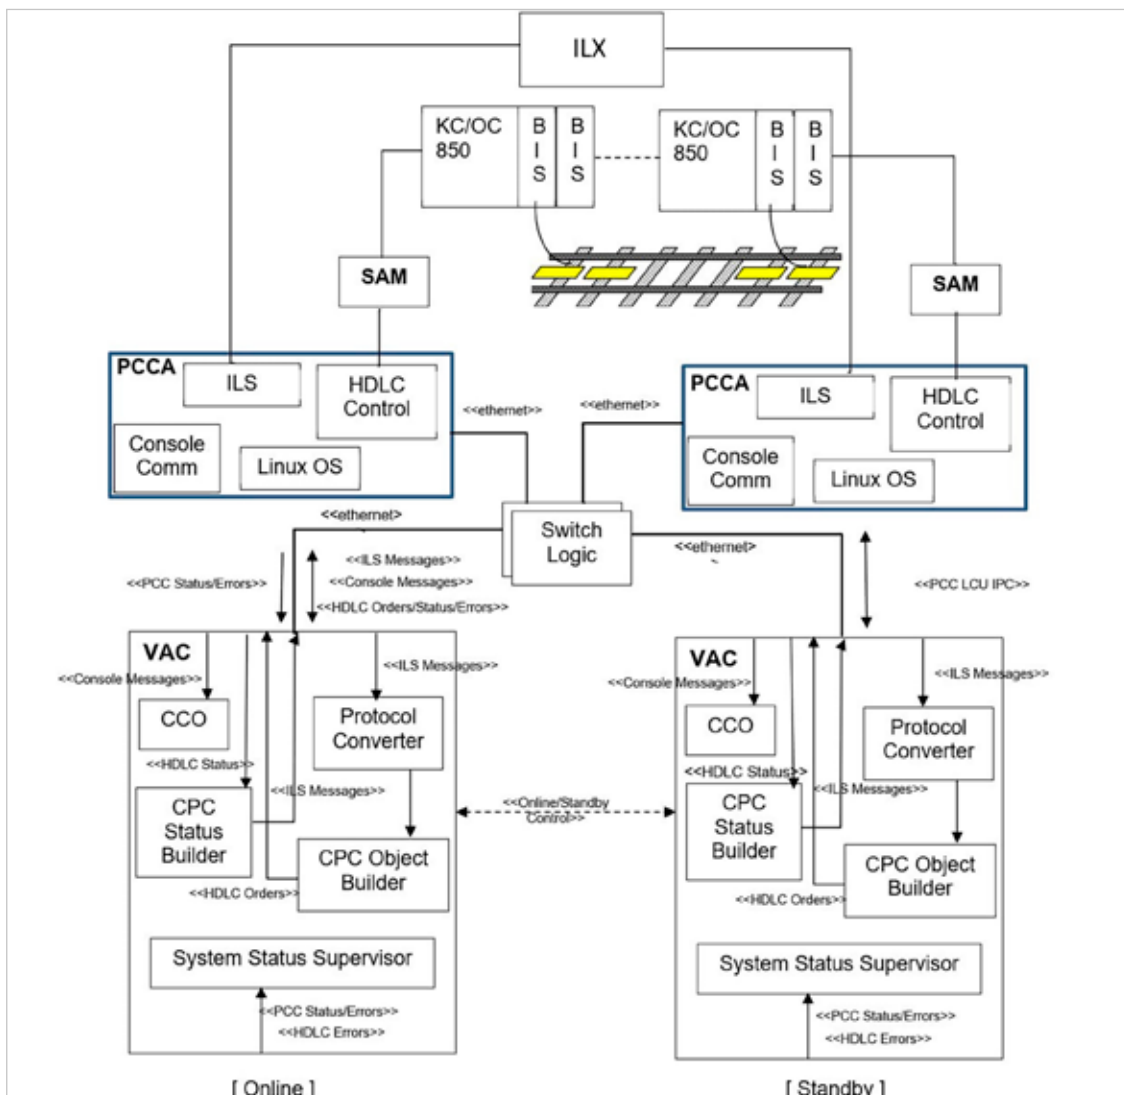 ILX
KC/OC
850
B
I
S
B
I
S
KC/OC
850
B
I
S
B
I
S
SAM
SAM
PCCA
ILS
HDLC
Control
Console
Comm
Linux OS
<<ethernet>>
<<ethernet>>
PCCA
ILS
HDLC
Control
Console
Comm
Linux OS
Switch
Logic
<<ethernet>
<<ethernet>
<<PCC Status/Errors>>
<<ILS Messages>>
<<Console Messages>>
<<HDLC Orders/Status/Errors>>
<<PCC LCU IPC>>
VAC
<<Console Messages>>
<<ILS Messages>>
CCO
Protocol
Converter
<<HDLC Status>>
<<ILS Messages>>
CPC
Status
Builder
CPC Object
Builder
<<HDLC Orders>>
System Status Supervisor
<<PCC Status/Errors>>
<<HDLC Errors>>
[ Online ]
<<Online/Standby
Control>>
VAC
<<Console Messages>>
<<ILS Messages>>
CCO
Protocol
Converter
<<HDLC Status>>
<<ILS Messages>>
CPC
Status
Builder
CPC Object
Builder
<<HDLC Orders>>
System Status Supervisor
<<PCC Status/Errors>>
<<HDLC Errors>>
[ Standby ]